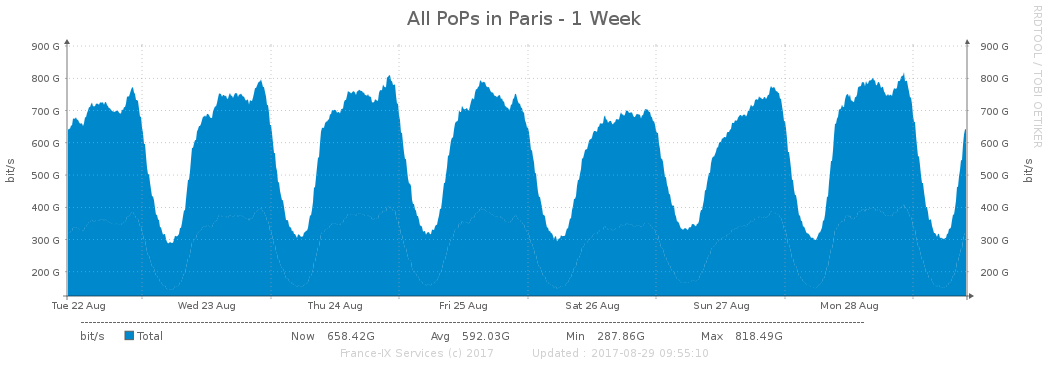 All PoPs in Paris - 1 Week
RRDTOOL / TOBI OETIKER
900 G 900 G
800 G 800 G
700 G 700 G
600 G 600 G
500 G 500 G
400 G 400 G
300 G 300 G
200 G 200 G
bit/s bit/s
Tue 22 Aug Wed 23 Aug Thu 24 Aug Fri 25 Aug Sat 26 Aug Sun 27 Aug Mon 28 Aug
bit/s Total Now 658.42G Avg 592.03G Min 287.86G Max 818.49G
France-IX Services (c) 2017 Updated : 2017-08-29 09:55:10